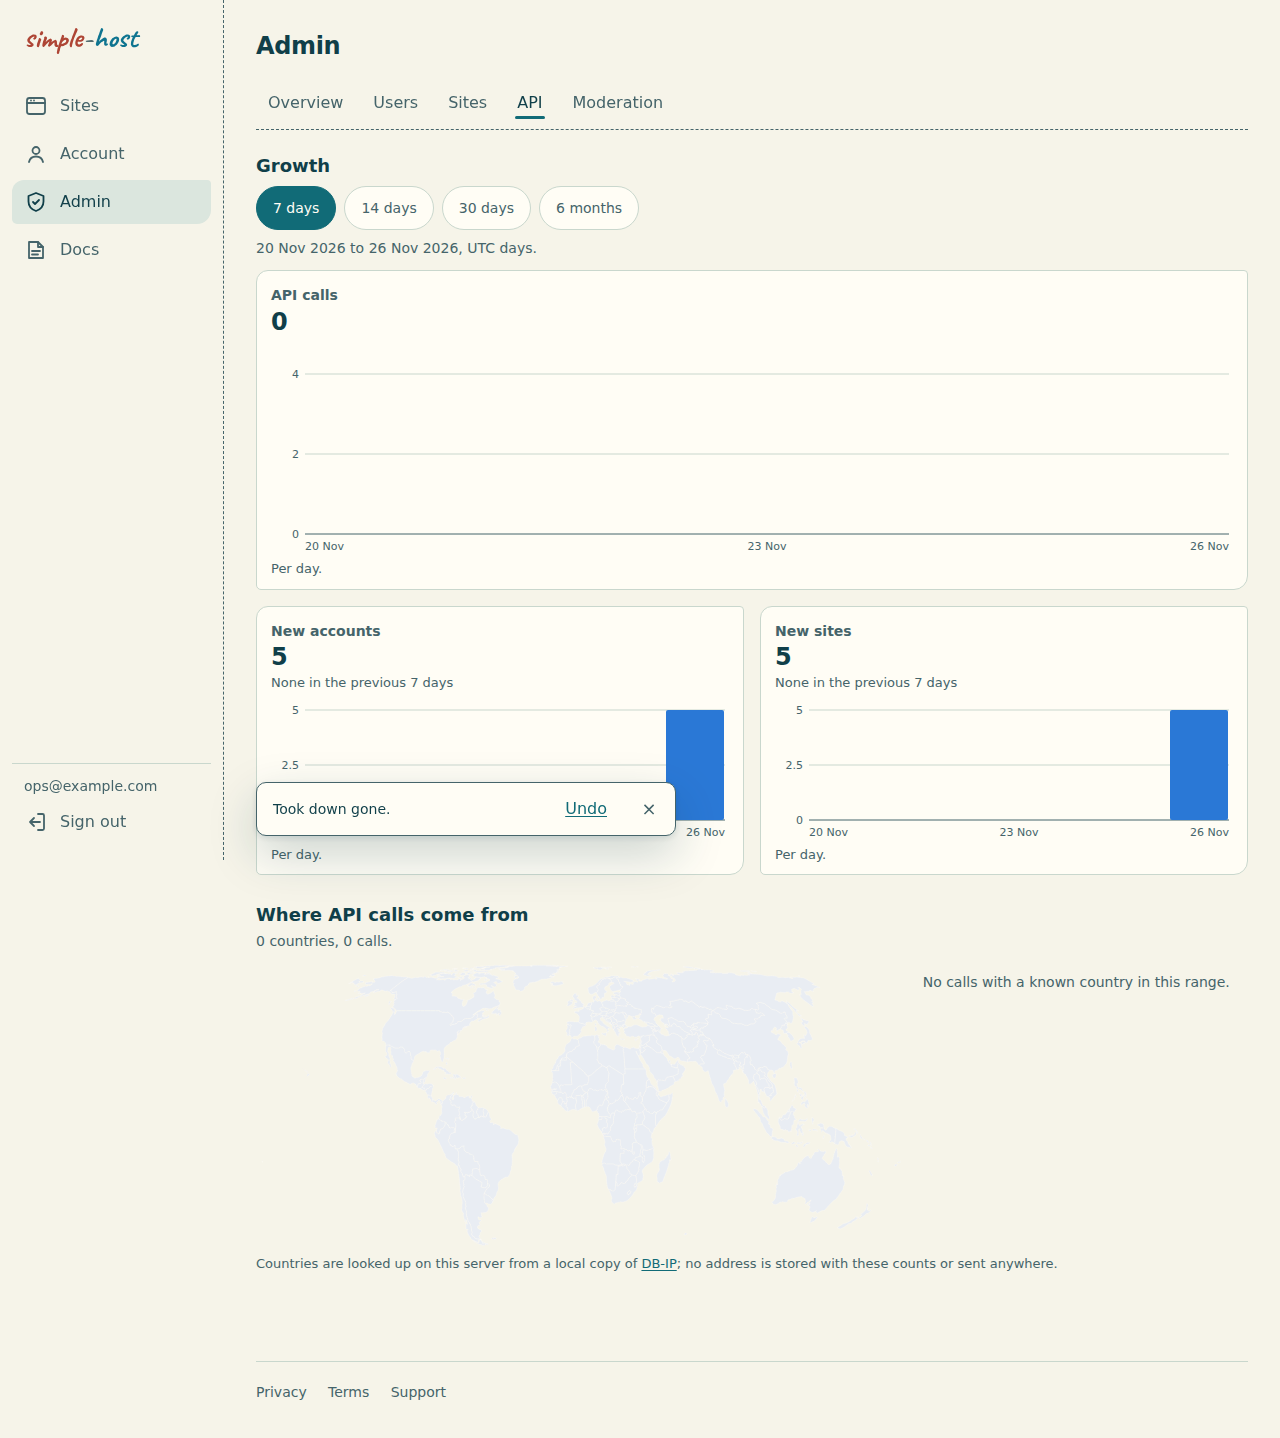 simple-host
Sites
Account
Admin
Docs
ops@example.com
Sign out
Admin
Overview Users Sites API Moderation
Growth
7 days 14 days 30 days 6 months
20 Nov 2026 to 26 Nov 2026, UTC days.
API calls
0
4
2
0
20 Nov 23 Nov 26 Nov
Per day.
New accounts
5
None in the previous 7 days
5
2.5
26 Nov
Per day.
Took down gone. Undo
New sites
5
None in the previous 7 days
5
2.5
0
20 Nov 23 Nov 26 Nov
Per day.
Where API calls come from
0 countries, 0 calls.
No calls with a known country in this range.
Countries are looked up on this server from a local copy of DB-IP; no address is stored with these counts or sent anywhere.
Privacy Terms Support